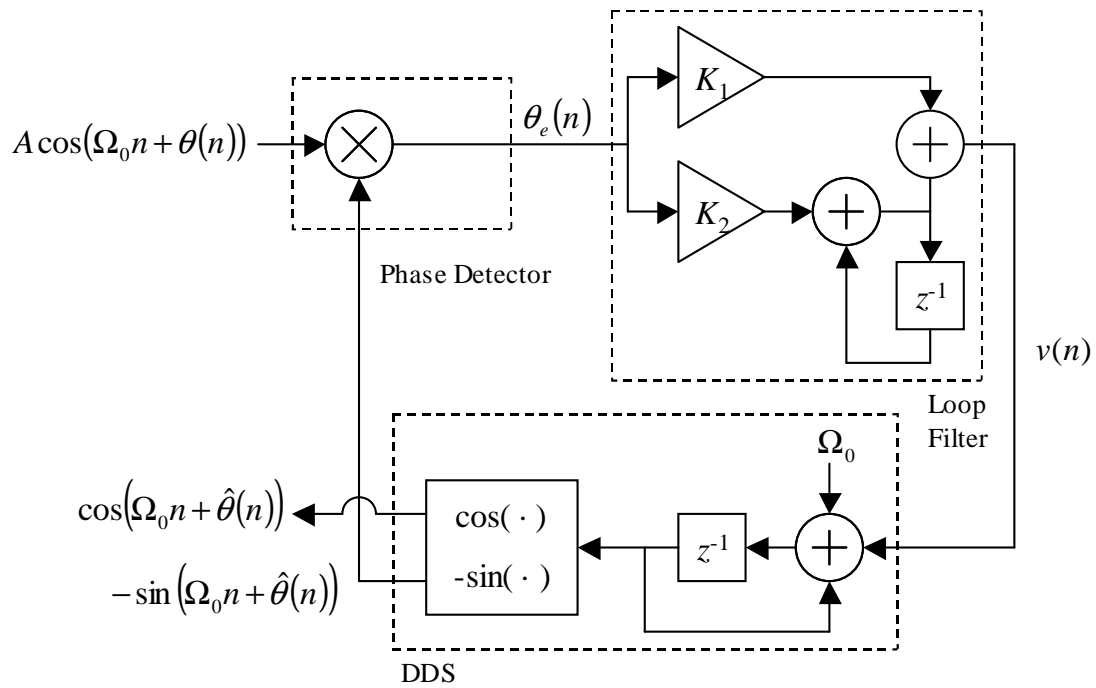 A cos(Ω₀n + θ(n))
θₑ(n)
K₁
K₂
z⁻¹
Phase Detector
v(n)
Loop
Filter
Ω₀
cos(Ω₀n + θ̂(n))
cos( · )
z⁻¹
-sin( · )
−sin(Ω₀n + θ̂(n))
DDS